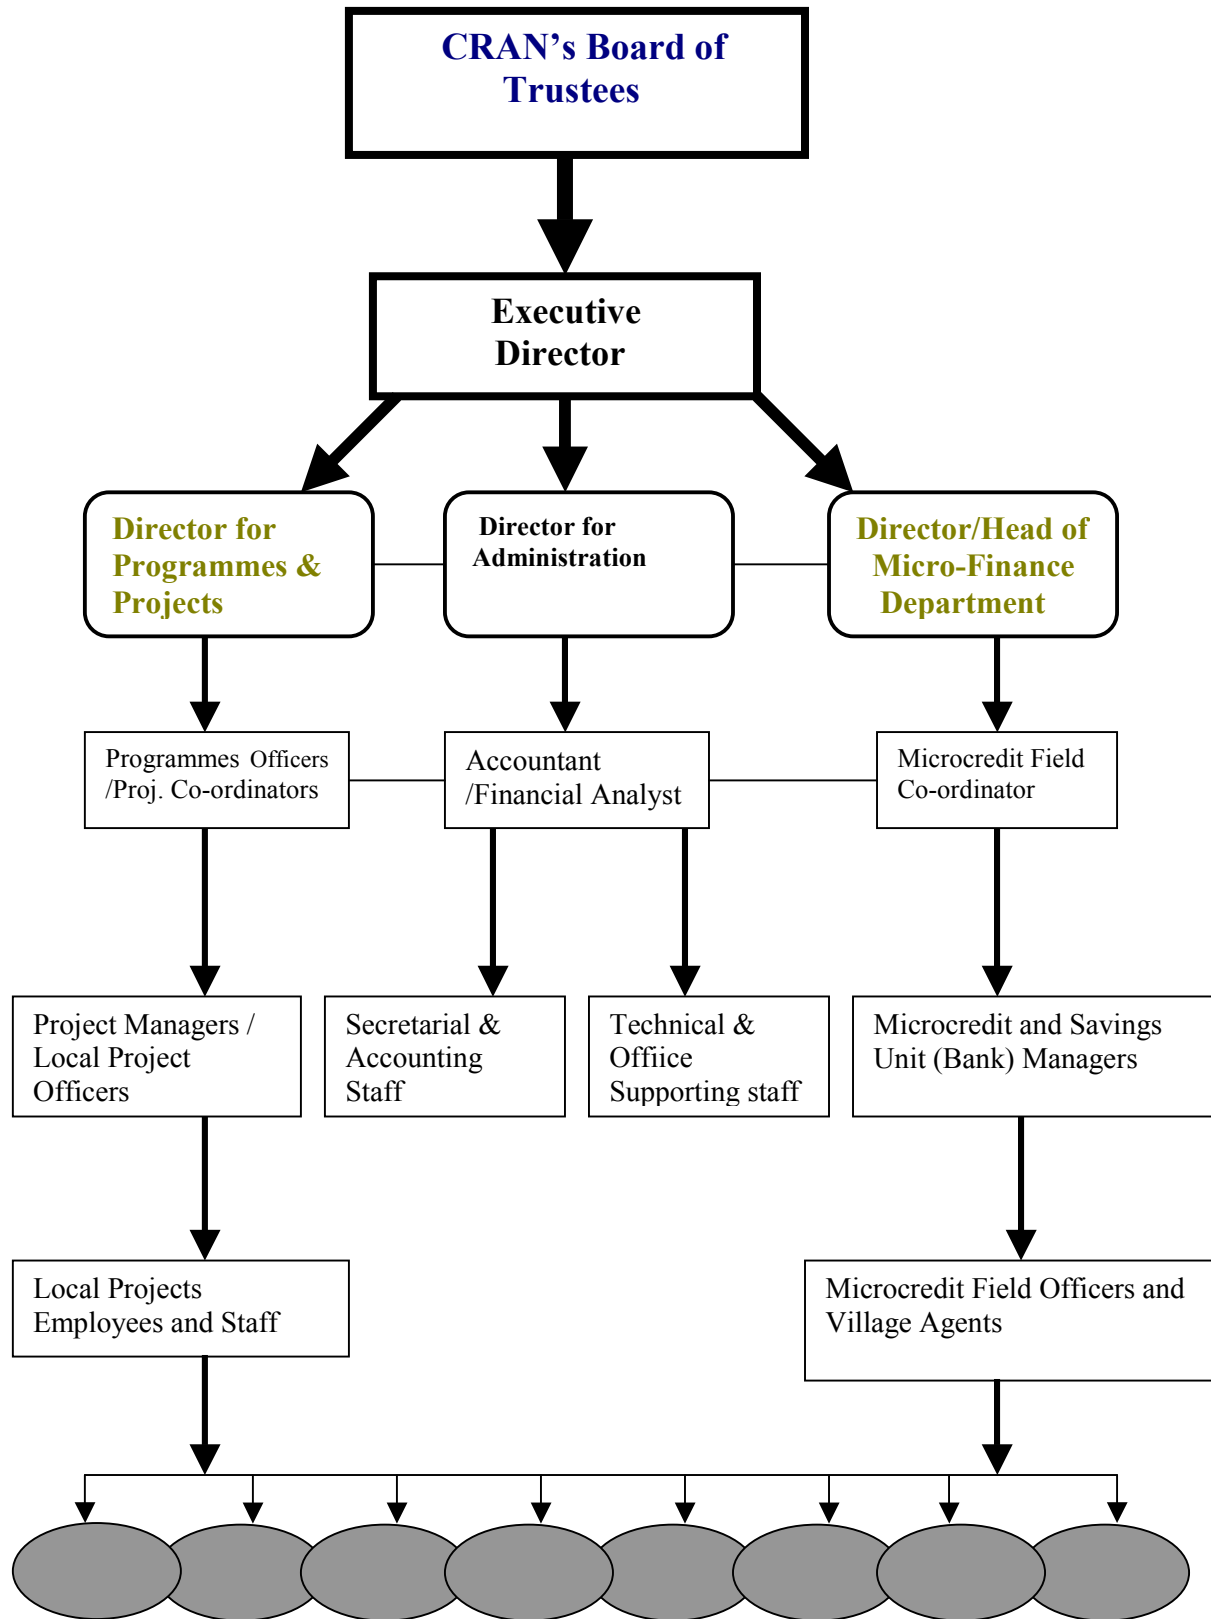 CRAN’s Board of
Trustees
Executive
Director
Director for
Programmes &
Projects
Director for
Administration
Director/Head of
Micro-Finance
Department
Programmes Officers
/Proj. Co-ordinators
Accountant
/Financial Analyst
Microcredit Field
Co-ordinator
Project Managers /
Local Project
Officers
Secretarial &
Accounting
Staff
Technical &
Offiice
Supporting staff
Microcredit and Savings
Unit (Bank) Managers
Local Projects
Employees and Staff
Microcredit Field Officers and
Village Agents